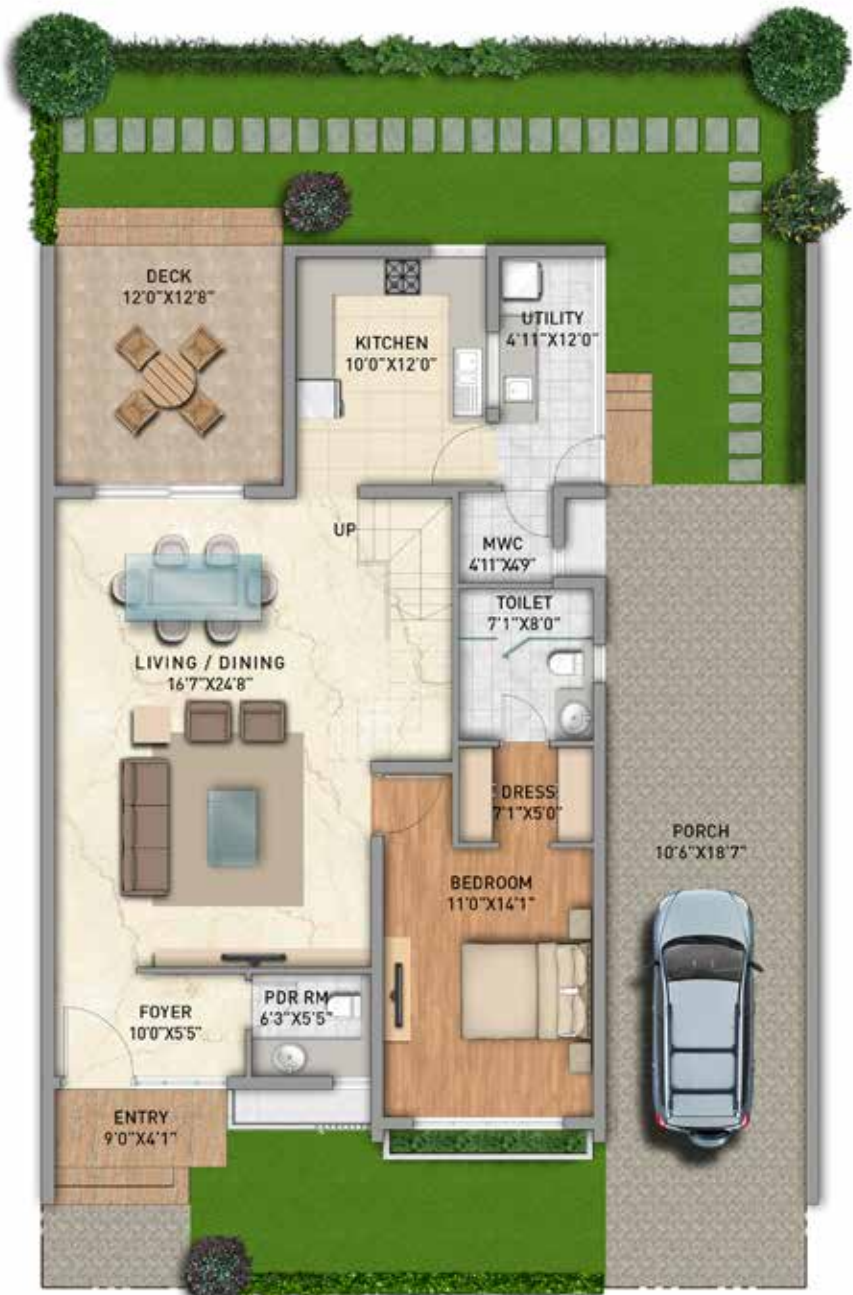 DECK
12'0"X12'8"
KITCHEN
10'0"X12'0"
UTILITY
4'11"X12'0"
UP
MWC
4'11"X4'9"
TOILET
7'1"X8'0"
LIVING / DINING
16'7"X24'8"
DRESS
7'1"X5'0"
PORCH
10'6"X18'7"
BEDROOM
11'0"X14'1"
FOYER
10'0"X5'5"
PDR RM
6'3"X5'5"
ENTRY
9'0"X4'1"